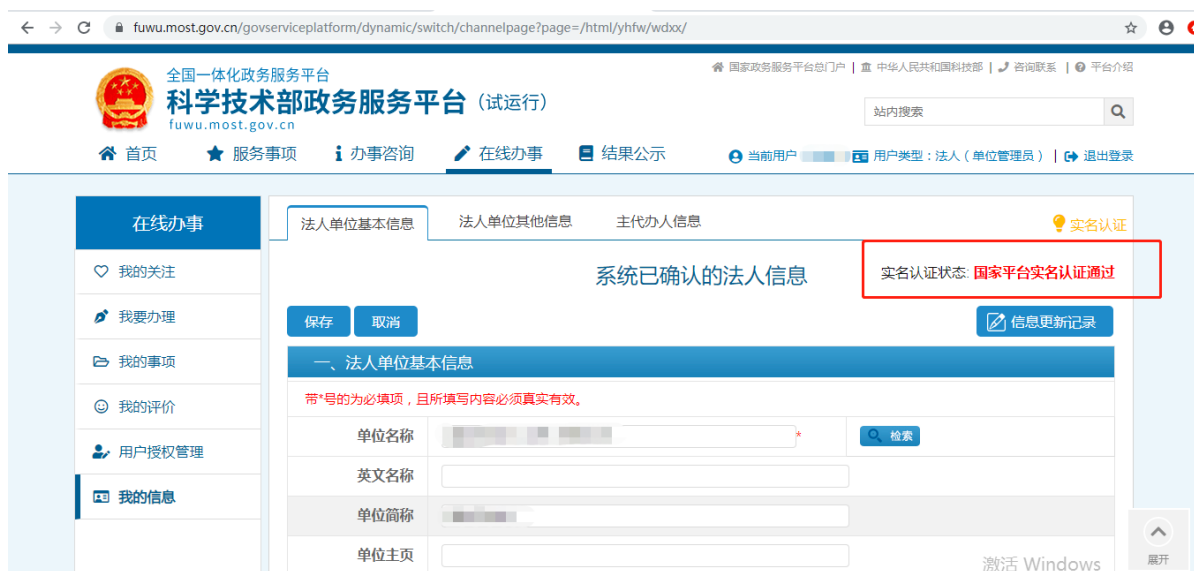 fuwu.most.gov.cn/govserviceplatform/dynamic/switch/channelpage?page=/html/yhfw/wdxx/
国家政务服务平台总门户 | 中华人民共和国科技部 | 咨询联系 | 平台介绍
全国一体化政务服务平台
科学技术部政务服务平台（试运行）
fuwu.most.gov.cn
站内搜索
首页 服务事项 办事咨询 在线办事 结果公示
当前用户 用户类型：法人（单位管理员） | 退出登录
在线办事
我的关注
我要办理
我的事项
我的评价
用户授权管理
我的信息
法人单位基本信息 法人单位其他信息 主代办人信息
实名认证
系统已确认的法人信息
实名认证状态: 国家平台实名认证通过
保存 取消
信息更新记录
一、法人单位基本信息
带*号的为必填项，且所填写内容必须真实有效。
单位名称 * 检索
英文名称
单位简称
单位主页
激活 Windows
展开